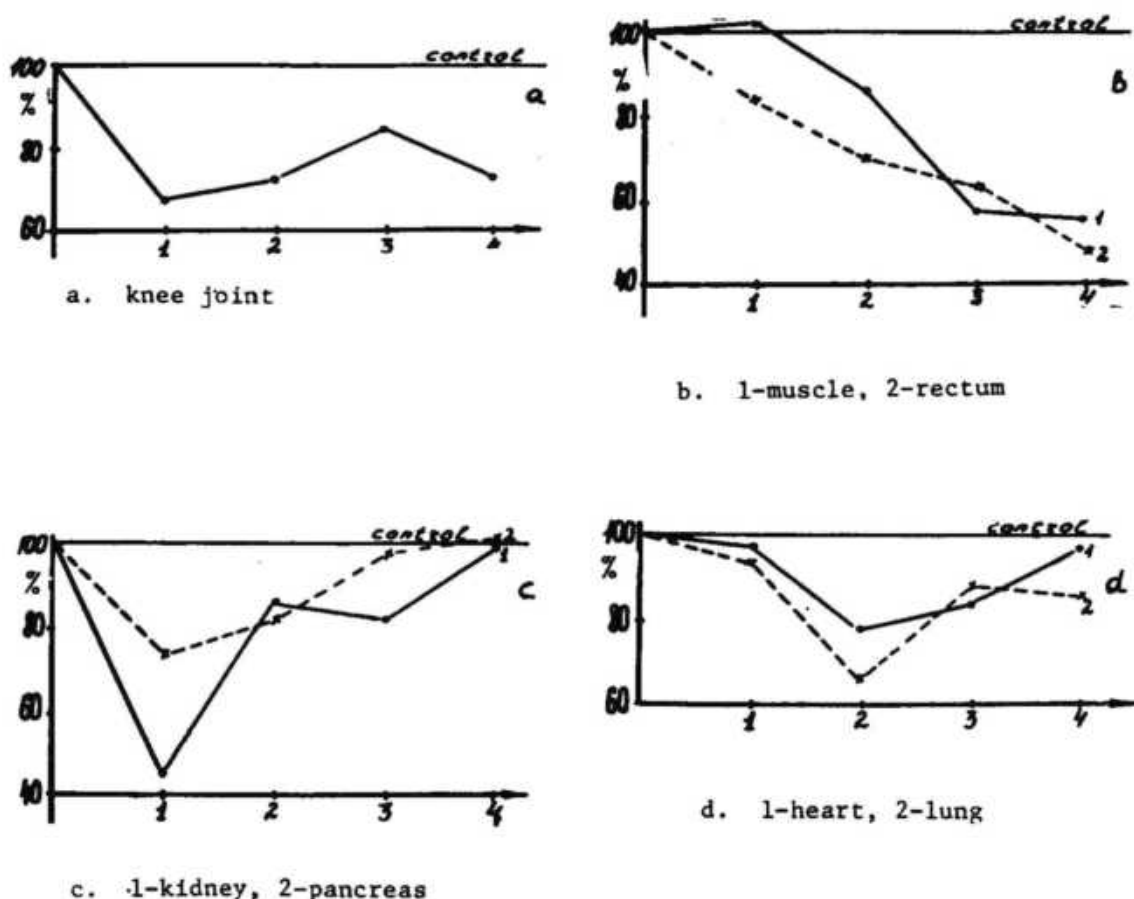 control
100
a
%
80
60
1 2 3 4
a. knee joint
control
100
b
%
80
60
1
2
40
1 2 3 4
b. 1-muscle, 2-rectum
control
100
2
1
%
c
80
60
40
1 2 3 4
c. 1-kidney, 2-pancreas
control
100
1
%
d
2
80
60
1 2 3 4
d. 1-heart, 2-lung